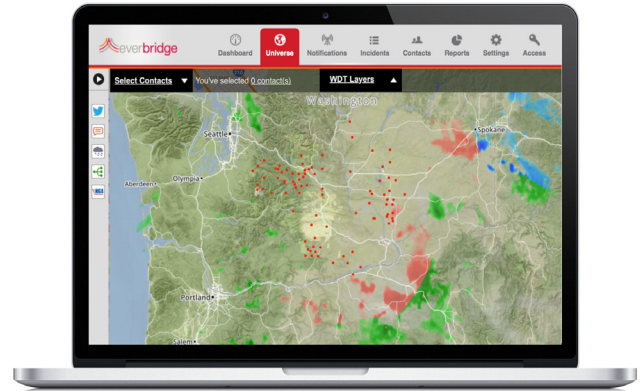 everbridge
Dashboard
Universe
Notifications
Incidents
Contacts
Reports
Settings
Access
Select Contacts ▼ You've selected 0 contact(s) WDT Layers ▲
Washington
Seattle
Spokane
Olympia
Aberdeen
Portland
Salem